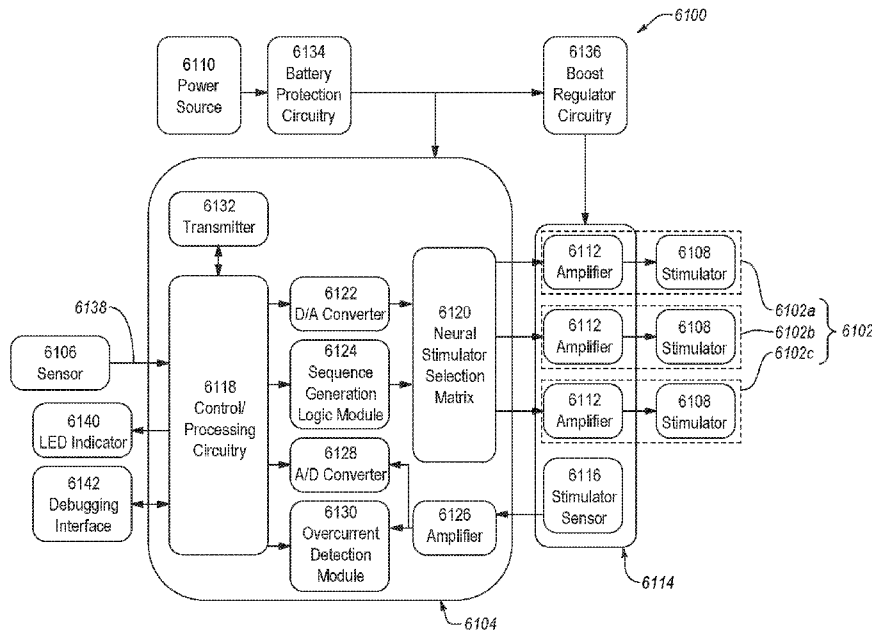 6100
6110
Power
Source
6134
Battery
Protection
Circuitry
6136
Boost
Regulator
Circuitry
6132
Transmitter
6138
6106
Sensor
6140
LED Indicator
6142
Debugging
Interface
6118
Control/
Processing
Circuitry
6122
D/A Converter
6124
Sequence
Generation
Logic Module
6128
A/D Converter
6130
Overcurrent
Detection
Module
6126
Amplifier
6120
Neural
Stimulator
Selection
Matrix
6112
Amplifier
6108
Stimulator
6112
Amplifier
6108
Stimulator
6112
Amplifier
6108
Stimulator
6116
Stimulator
Sensor
6102a
6102b
6102c
6102
6114
6104